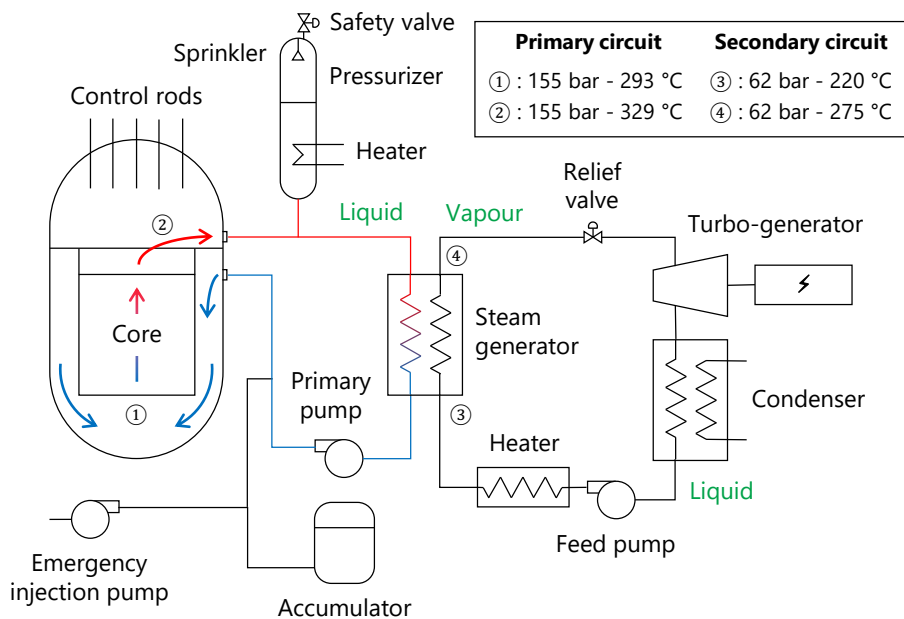 Safety valve
Sprinkler
Pressurizer
Control rods
Heater
Primary circuit
① : 155 bar - 293 °C
② : 155 bar - 329 °C
Secondary circuit
③ : 62 bar - 220 °C
④ : 62 bar - 275 °C
②
Liquid
Vapour
④
Relief
valve
Turbo-generator
Core
①
Steam
generator
Primary
pump
③
Condenser
Heater
Liquid
Feed pump
Emergency
injection pump
Accumulator